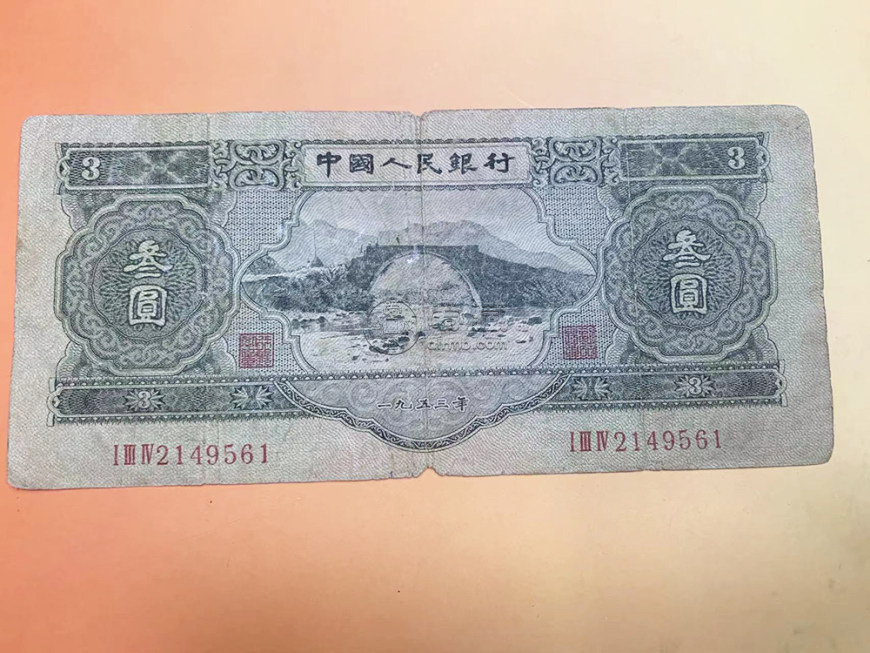 3 中國人民銀行 3
叁圓 叁圓
一九五三年
3 3
ⅠⅢⅣ2149561 ⅠⅢⅣ2149561